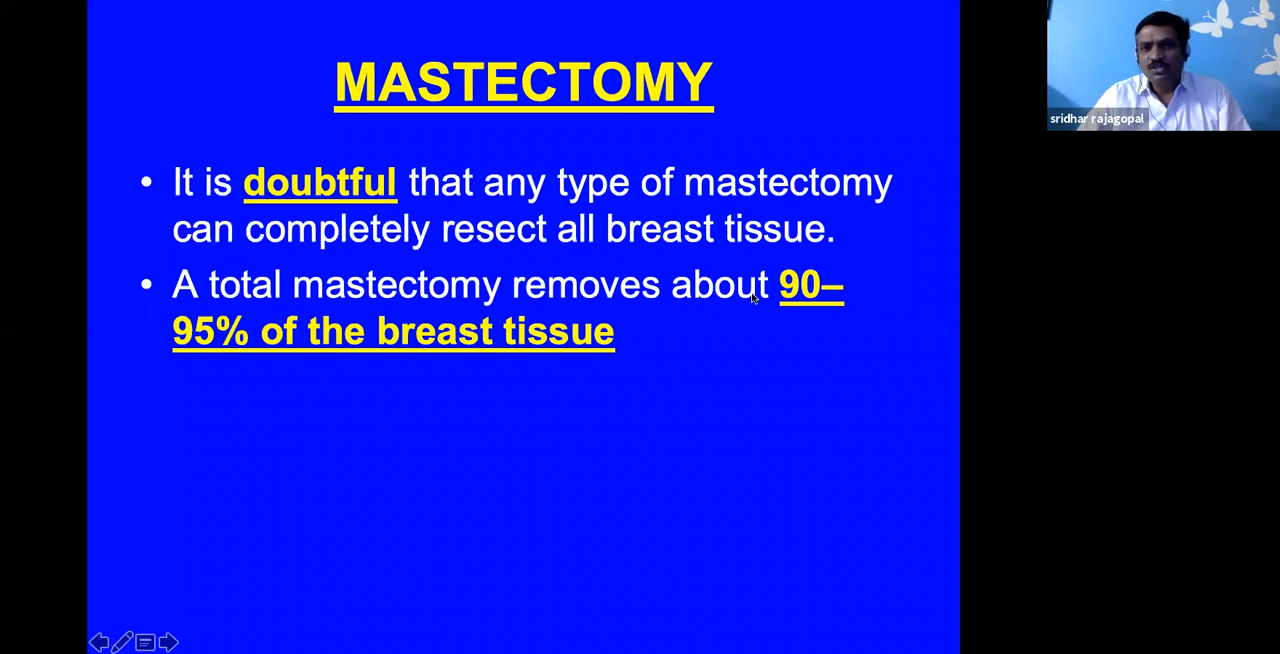 MASTECTOMY
• It is doubtful that any type of mastectomy
can completely resect all breast tissue.
• A total mastectomy removes about 90–
95% of the breast tissue
sridhar rajagopal